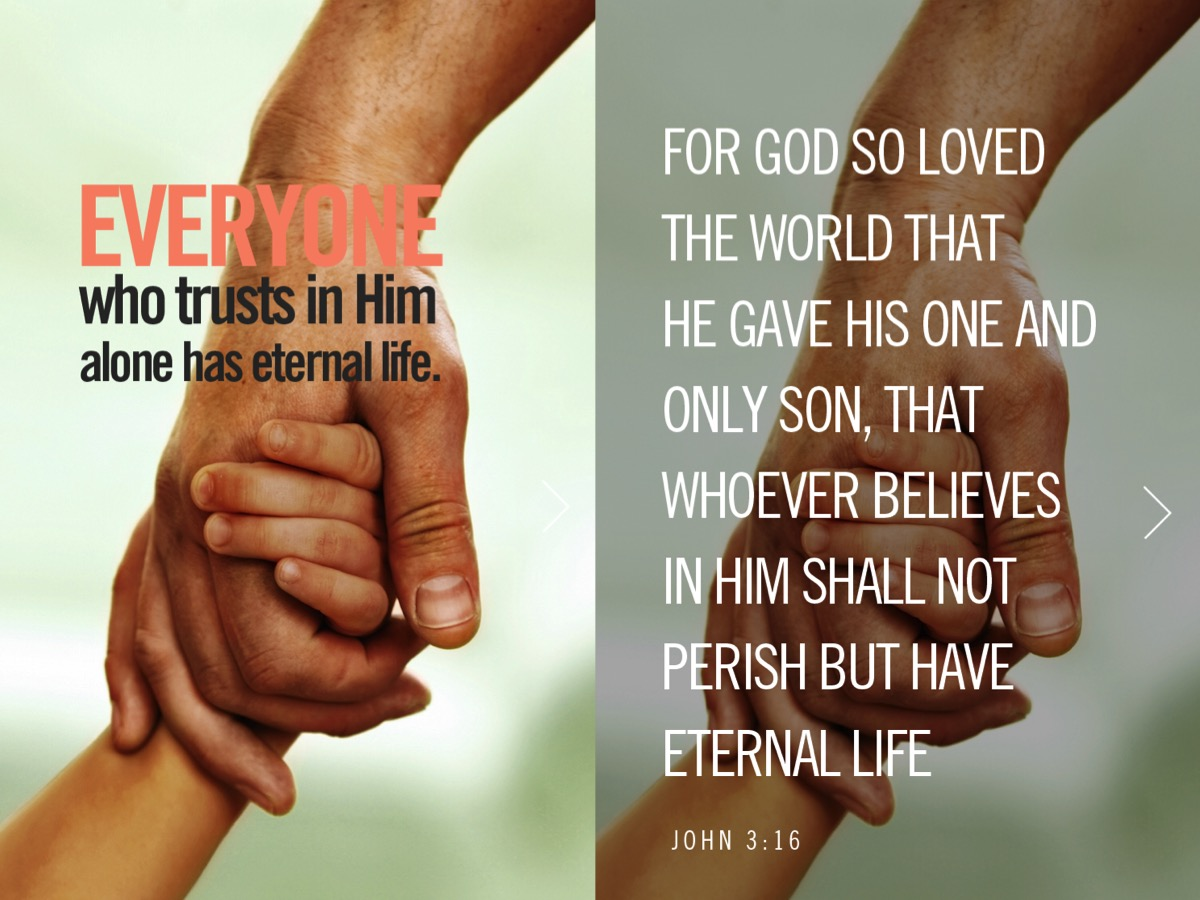 EVERYONE
who trusts in Him
alone has eternal life.
FOR GOD SO LOVED
THE WORLD THAT
HE GAVE HIS ONE AND
ONLY SON, THAT
WHOEVER BELIEVES
IN HIM SHALL NOT
PERISH BUT HAVE
ETERNAL LIFE
JOHN 3:16